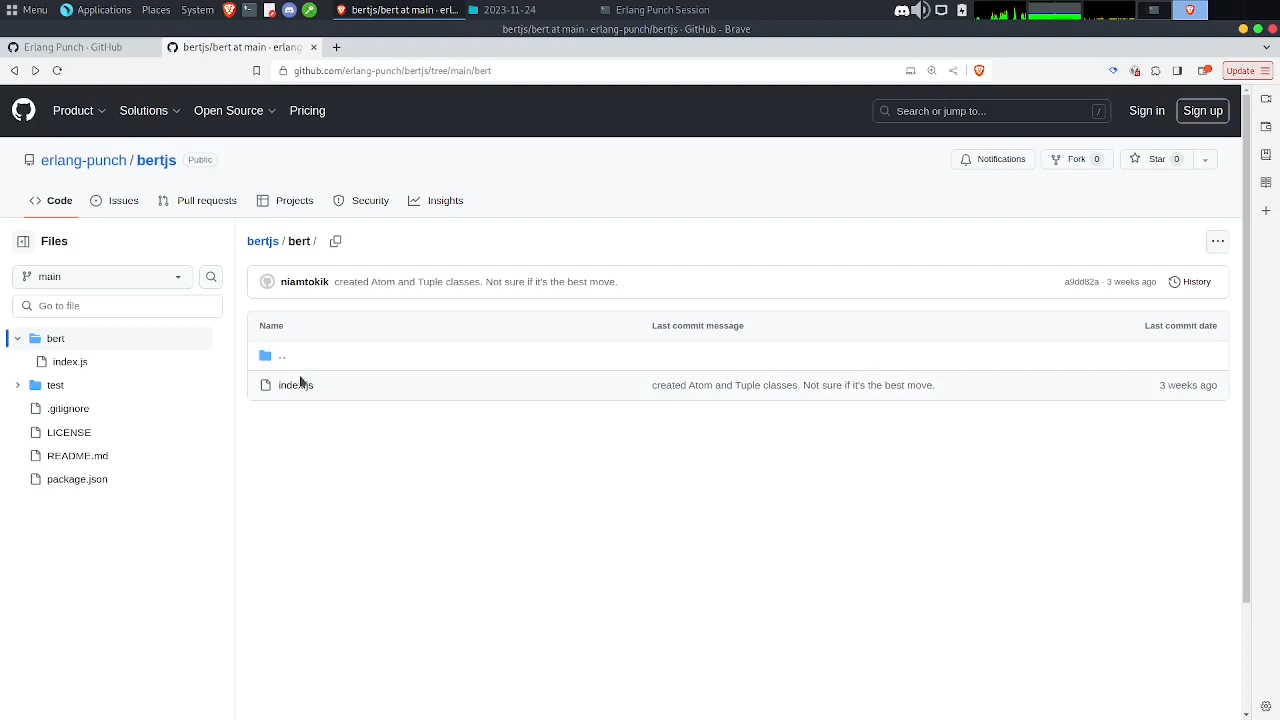 Menu Applications Places System bertjs/bert at main · erl... 2023-11-24 Erlang Punch Session
bertjs/bert at main · erlang-punch/bertjs · GitHub - Brave
Erlang Punch · GitHub bertjs/bert at main · erlang
github.com/erlang-punch/bertjs/tree/main/bert Update
Product Solutions Open Source Pricing Search or jump to... / Sign in Sign up
erlang-punch / bertjs Public Notifications Fork 0 Star 0
Code Issues Pull requests Projects Security Insights
Files
bertjs / bert /
main
Go to file
niamtokik created Atom and Tuple classes. Not sure if it's the best move. a9dd82a · 3 weeks ago History
Name Last commit message Last commit date
bert
..
index.js
test
index.js created Atom and Tuple classes. Not sure if it's the best move. 3 weeks ago
.gitignore
LICENSE
README.md
package.json